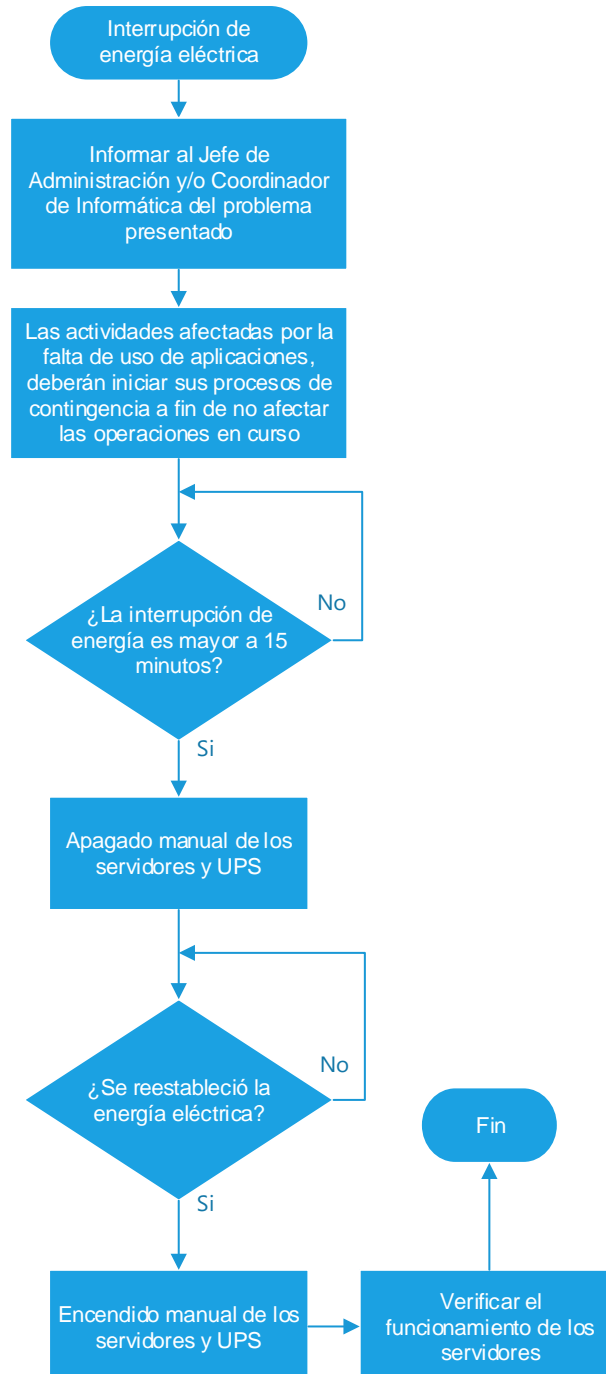 Interrupción de
energía eléctrica
Informar al Jefe de
Administración y/o Coordinador
de Informática del problema
presentado
Las actividades afectadas por la
falta de uso de aplicaciones,
deberán iniciar sus procesos de
contingencia a fin de no afectar
las operaciones en curso
No
¿La interrupción de
energía es mayor a 15
minutos?
Si
Apagado manual de los
servidores y UPS
No
¿Se reestableció la
energía eléctrica?
Si
Encendido manual de los
servidores y UPS
Verificar el
funcionamiento de los
servidores
Fin